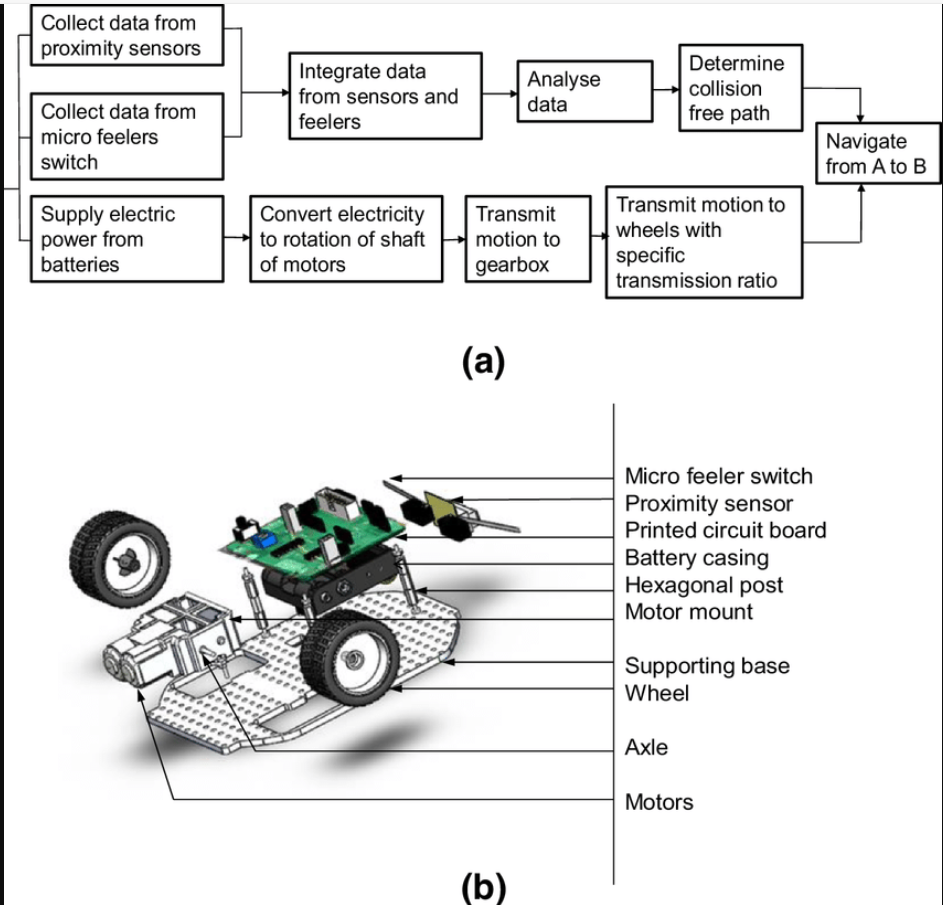 Collect data from
proximity sensors
Collect data from
micro feelers
switch
Integrate data
from sensors and
feelers
Analyse
data
Determine
collision
free path
Navigate
from A to B
Supply electric
power from
batteries
Convert electricity
to rotation of shaft
of motors
Transmit
motion to
gearbox
Transmit motion to
wheels with
specific
transmission ratio
(a)
Micro feeler switch
Proximity sensor
Printed circuit board
Battery casing
Hexagonal post
Motor mount
Supporting base
Wheel
Axle
Motors
(b)